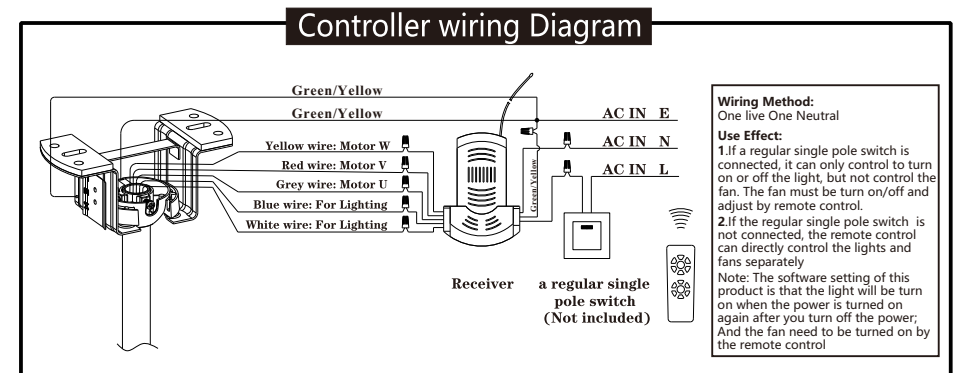 Controller wiring Diagram
Green/Yellow
Green/Yellow
AC IN E
Yellow wire: Motor W
AC IN N
Red wire: Motor V
AC IN L
Grey wire: Motor U
Green/Yellow
Blue wire: For Lighting
White wire: For Lighting
Receiver
a regular single
pole switch
(Not included)
Wiring Method:
One live One Neutral
Use Effect:
1.If a regular single pole switch is
connected, it can only control to turn
on or off the light, but not control the
fan. The fan must be turn on/off and
adjust by remote control.
2.If the regular single pole switch is
not connected, the remote control
can directly control the lights and
fans separately
Note: The software setting of this
product is that the light will be turn
on when the power is turned on
again after you turn off the power;
And the fan need to be turned on by
the remote control